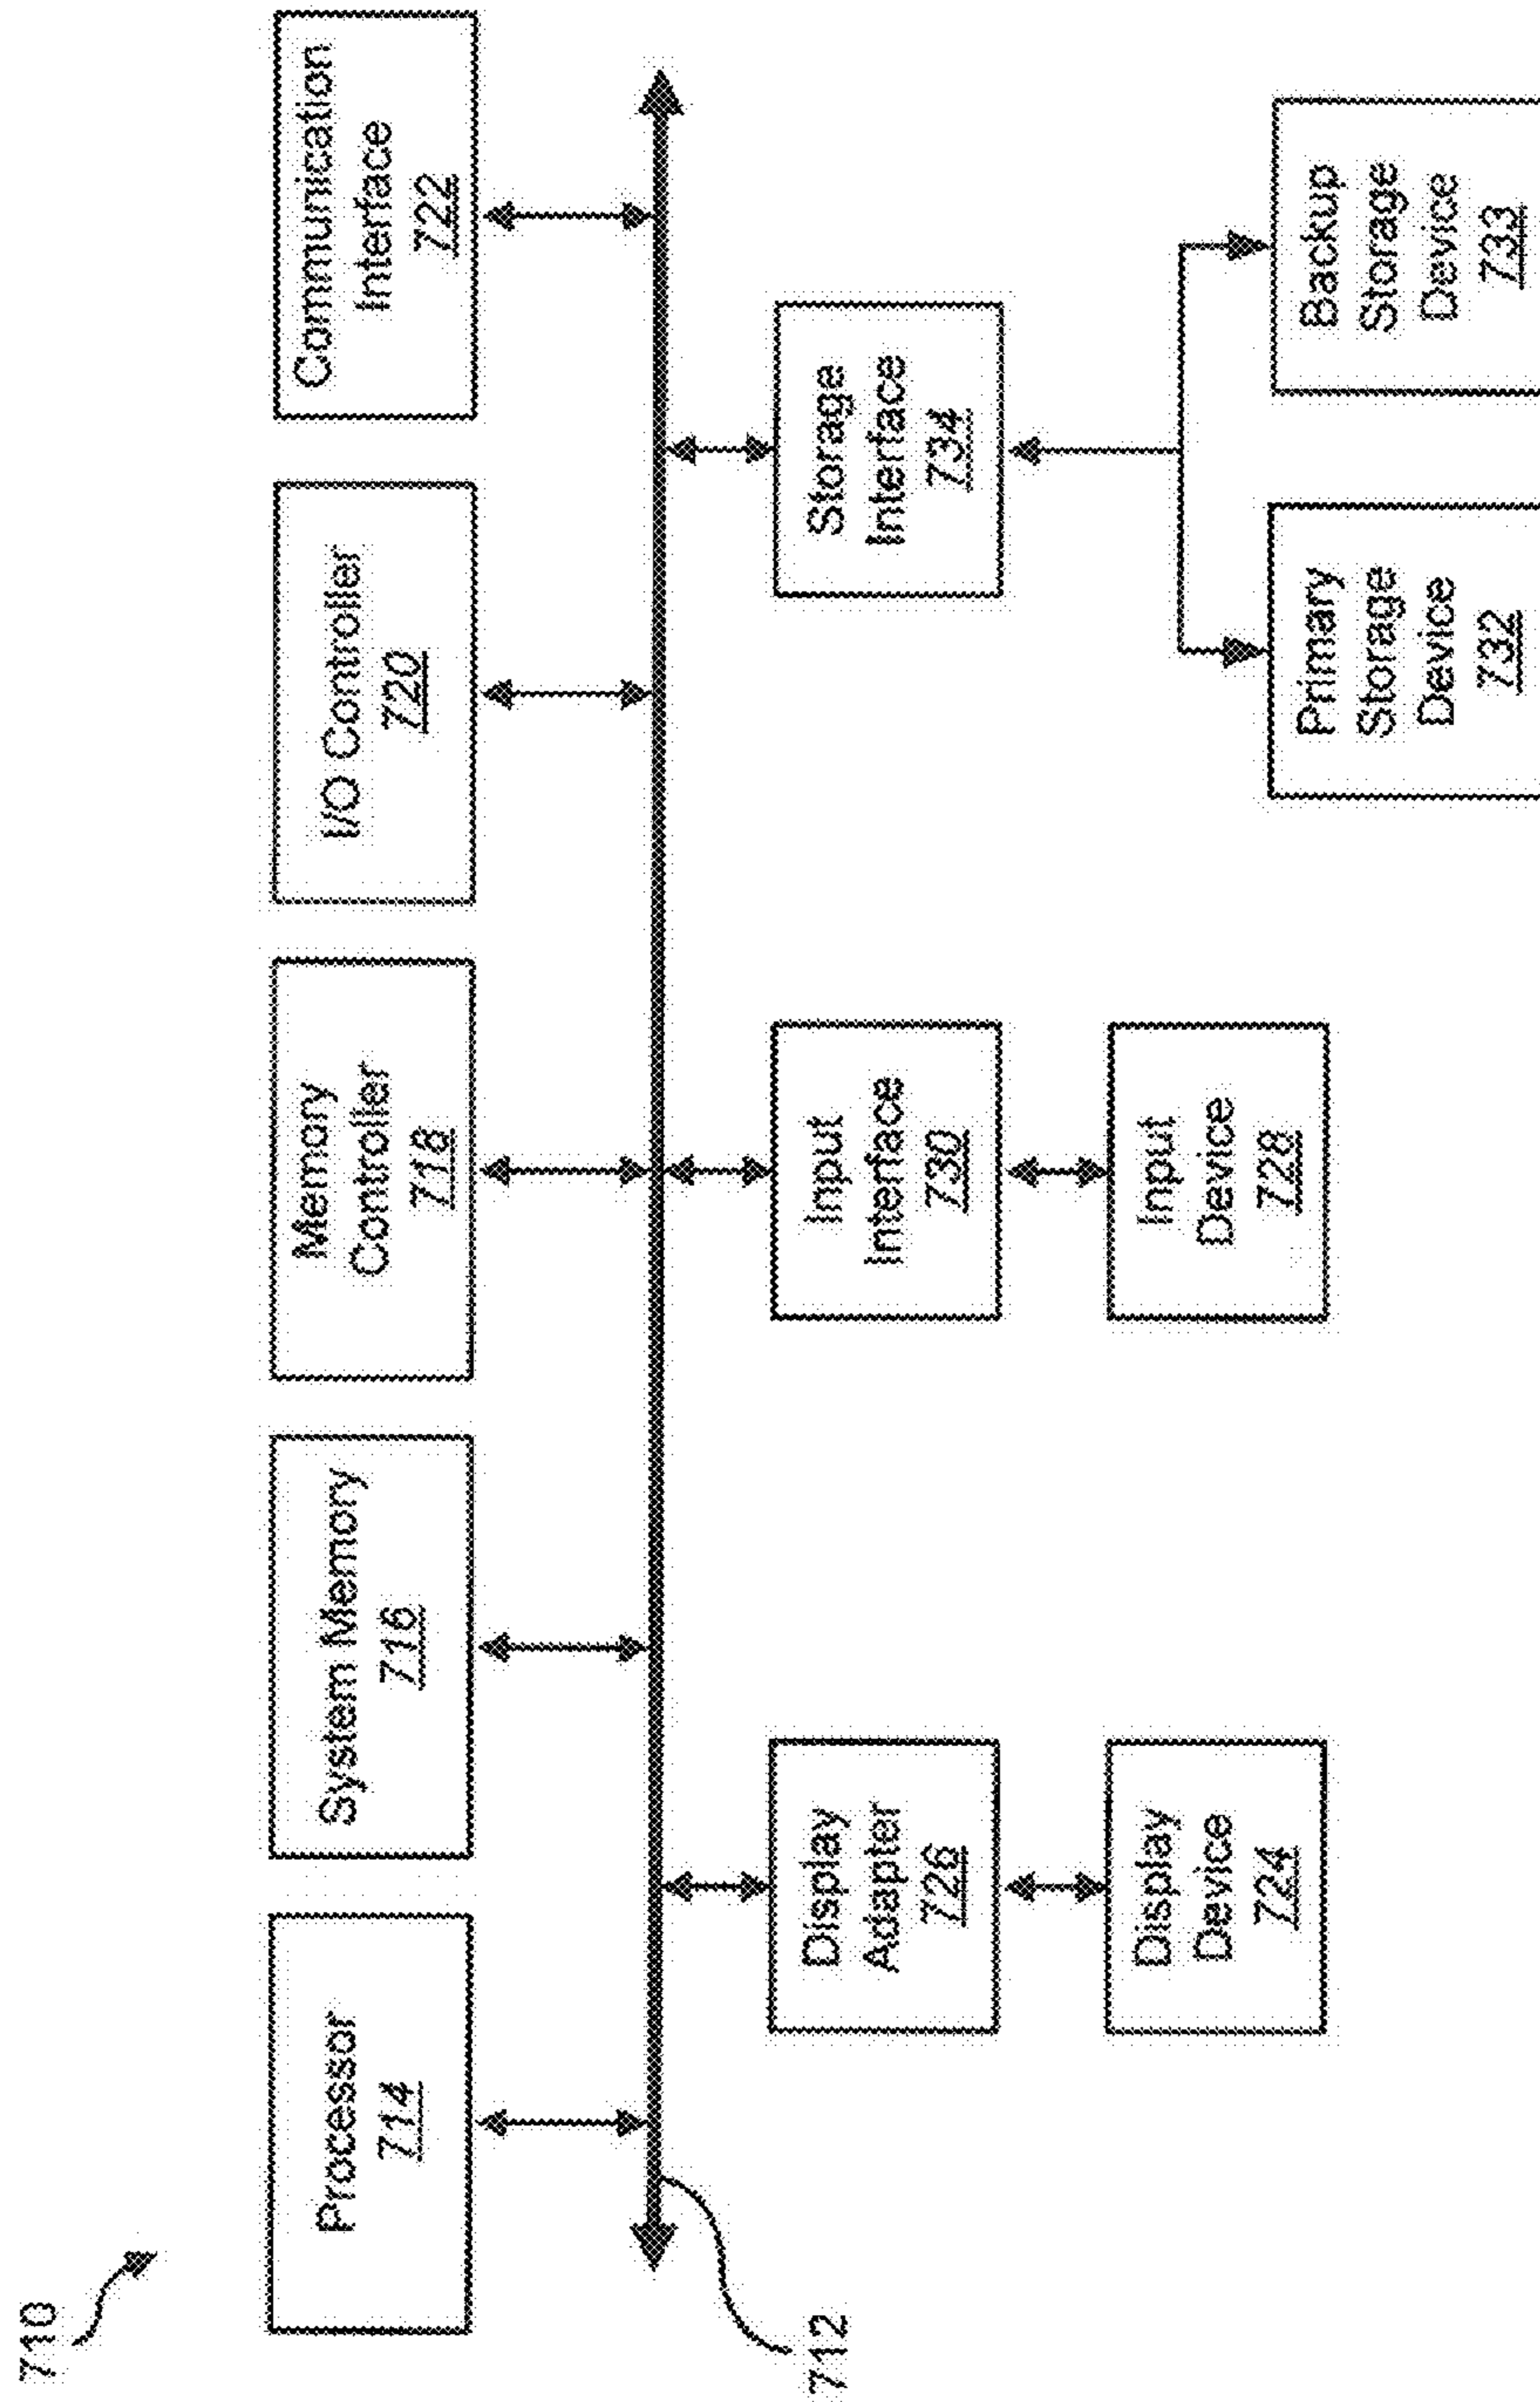 710
Processor
714
System Memory
716
Memory
Controller
718
I/O Controller
720
Communication
Interface
722
712
Display
Adapter
726
Input
Interface
730
Storage
Interface
734
Display
Device
724
Input
Device
728
Primary
Storage
Device
732
Backup
Storage
Device
733